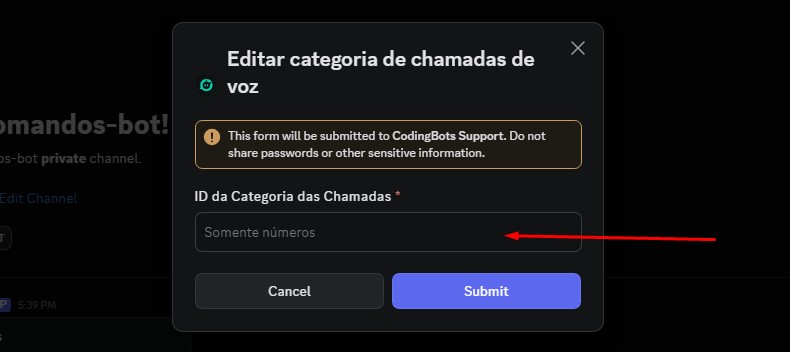 Editar categoria de chamadas de
voz
omandos-bot!
This form will be submitted to CodingBots Support. Do not
share passwords or other sensitive information.
os-bot private channel.
Edit Channel
ID da Categoria das Chamadas *
Somente números
T
Cancel
Submit
P 5:39 PM
s